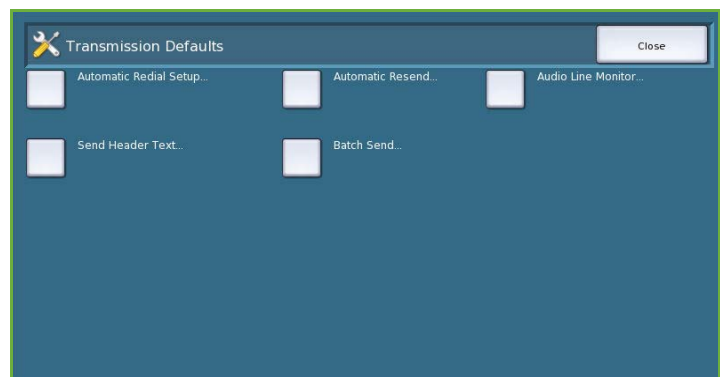 Transmission Defaults
Close
Automatic Redial Setup...
Automatic Resend...
Audio Line Monitor...
Send Header Text...
Batch Send...